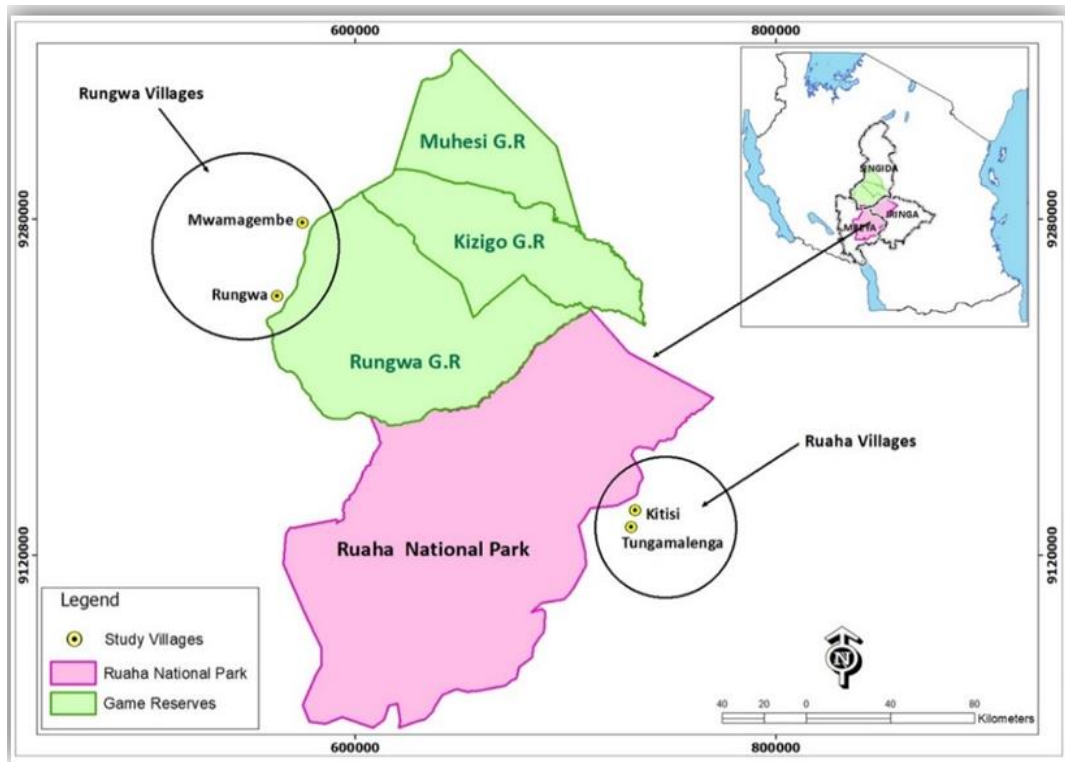 600000
800000
Rungwa Villages
Muhesi G.R
SINGIDA
IRINGA
MBEYA
9280000
9280000
Mwamagembe
Kizigo G.R
Rungwa
Rungwa G.R
Ruaha Villages
Kitisi
Tungamalenga
Ruaha National Park
9120000
9120000
Legend
Study Villages
Ruaha National Park
Game Reserves
N
40 20 0 40 80
Kilometers
600000
800000